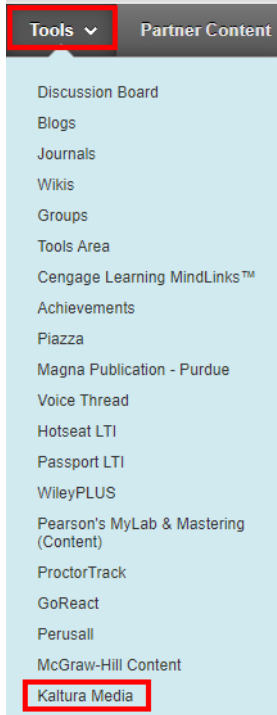 Tools Partner Content
Discussion Board
Blogs
Journals
Wikis
Groups
Tools Area
Cengage Learning MindLinks™
Achievements
Piazza
Magna Publication - Purdue
Voice Thread
Hotseat LTI
Passport LTI
WileyPLUS
Pearson's MyLab & Mastering
(Content)
ProctorTrack
GoReact
Perusall
McGraw-Hill Content
Kaltura Media